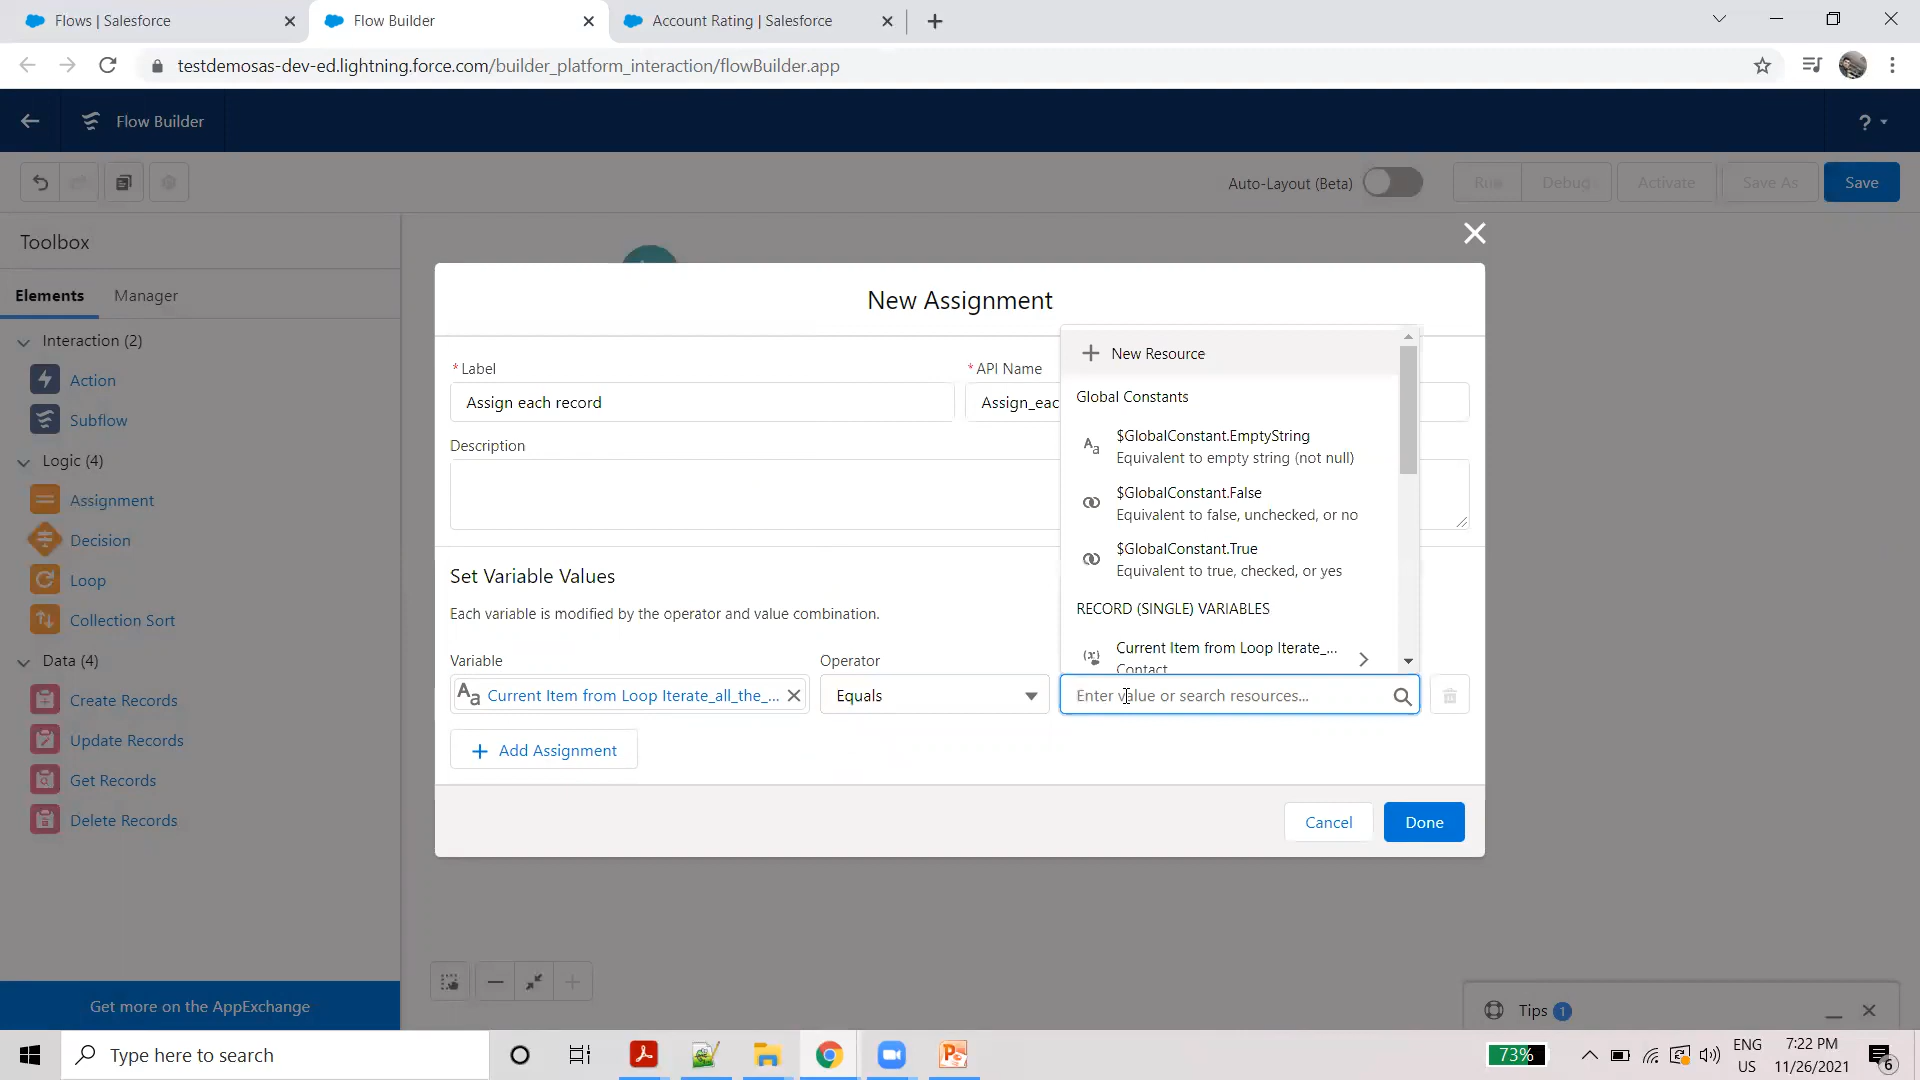 Flows | Salesforce
Flow Builder
Account Rating | Salesforce
testdemosas-dev-ed.lightning.force.com/builder_platform_interaction/flowBuilder.app
Flow Builder
?
Auto-Layout (Beta)
Run
Debug
Activate
Save As
Save
Toolbox
Elements
Manager
Interaction (2)
Action
Subflow
Logic (4)
Assignment
Decision
Loop
Collection Sort
Data (4)
Create Records
Update Records
Get Records
Delete Records
Get more on the AppExchange
New Assignment
* Label
* API Name
Assign each record
Assign_eac
Description
New Resource
Global Constants
$GlobalConstant.EmptyString
Equivalent to empty string (not null)
$GlobalConstant.False
Equivalent to false, unchecked, or no
$GlobalConstant.True
Equivalent to true, checked, or yes
RECORD (SINGLE) VARIABLES
Current Item from Loop Iterate_...
Contact
Set Variable Values
Each variable is modified by the operator and value combination.
Variable
Operator
Aa Current Item from Loop Iterate_all_the_...
Equals
Enter value or search resources...
Add Assignment
Cancel
Done
Tips 1
Type here to search
73%
ENG
US
7:22 PM
11/26/2021
6